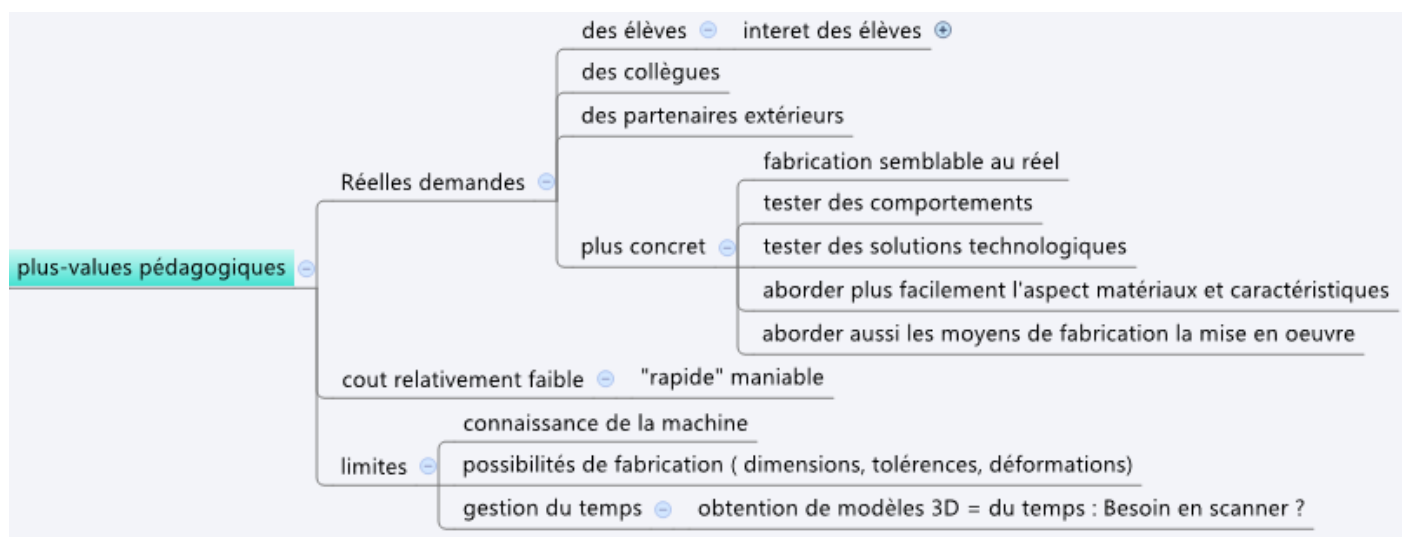 des élèves interet des élèves
des collègues
des partenaires extérieurs
Réelles demandes
fabrication semblable au réel
tester des comportements
plus concret tester des solutions technologiques
aborder plus facilement l'aspect matériaux et caractéristiques
aborder aussi les moyens de fabrication la mise en oeuvre
plus-values pédagogiques
cout relativement faible "rapide" maniable
connaissance de la machine
limites possibilités de fabrication ( dimensions, tolérences, déformations)
gestion du temps obtention de modèles 3D = du temps : Besoin en scanner ?